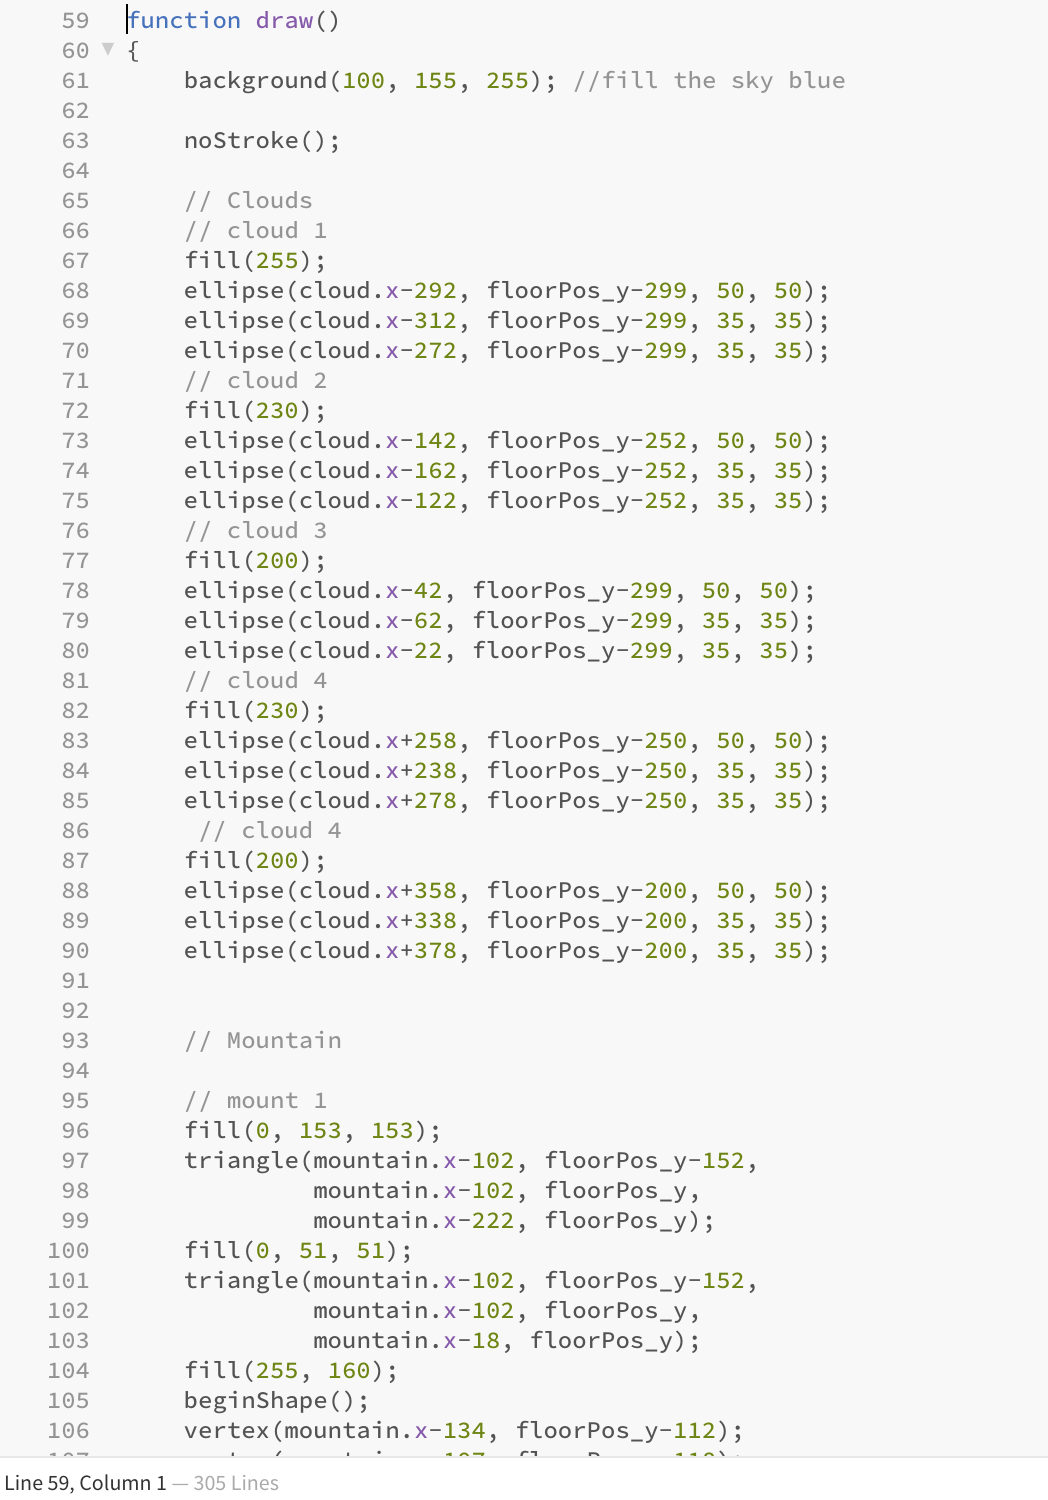 59 function draw()
60 {
61     background(100, 155, 255); //fill the sky blue
62
63     noStroke();
64
65     // Clouds
66     // cloud 1
67     fill(255);
68     ellipse(cloud.x-292, floorPos_y-299, 50, 50);
69     ellipse(cloud.x-312, floorPos_y-299, 35, 35);
70     ellipse(cloud.x-272, floorPos_y-299, 35, 35);
71     // cloud 2
72     fill(230);
73     ellipse(cloud.x-142, floorPos_y-252, 50, 50);
74     ellipse(cloud.x-162, floorPos_y-252, 35, 35);
75     ellipse(cloud.x-122, floorPos_y-252, 35, 35);
76     // cloud 3
77     fill(200);
78     ellipse(cloud.x-42, floorPos_y-299, 50, 50);
79     ellipse(cloud.x-62, floorPos_y-299, 35, 35);
80     ellipse(cloud.x-22, floorPos_y-299, 35, 35);
81     // cloud 4
82     fill(230);
83     ellipse(cloud.x+258, floorPos_y-250, 50, 50);
84     ellipse(cloud.x+238, floorPos_y-250, 35, 35);
85     ellipse(cloud.x+278, floorPos_y-250, 35, 35);
86      // cloud 4
87     fill(200);
88     ellipse(cloud.x+358, floorPos_y-200, 50, 50);
89     ellipse(cloud.x+338, floorPos_y-200, 35, 35);
90     ellipse(cloud.x+378, floorPos_y-200, 35, 35);
91
92
93     // Mountain
94
95     // mount 1
96     fill(0, 153, 153);
97     triangle(mountain.x-102, floorPos_y-152,
98              mountain.x-102, floorPos_y,
99              mountain.x-222, floorPos_y);
100     fill(0, 51, 51);
101     triangle(mountain.x-102, floorPos_y-152,
102              mountain.x-102, floorPos_y,
103              mountain.x-18, floorPos_y);
104     fill(255, 160);
105     beginShape();
106     vertex(mountain.x-134, floorPos_y-112);
Line 59, Column 1 — 305 Lines